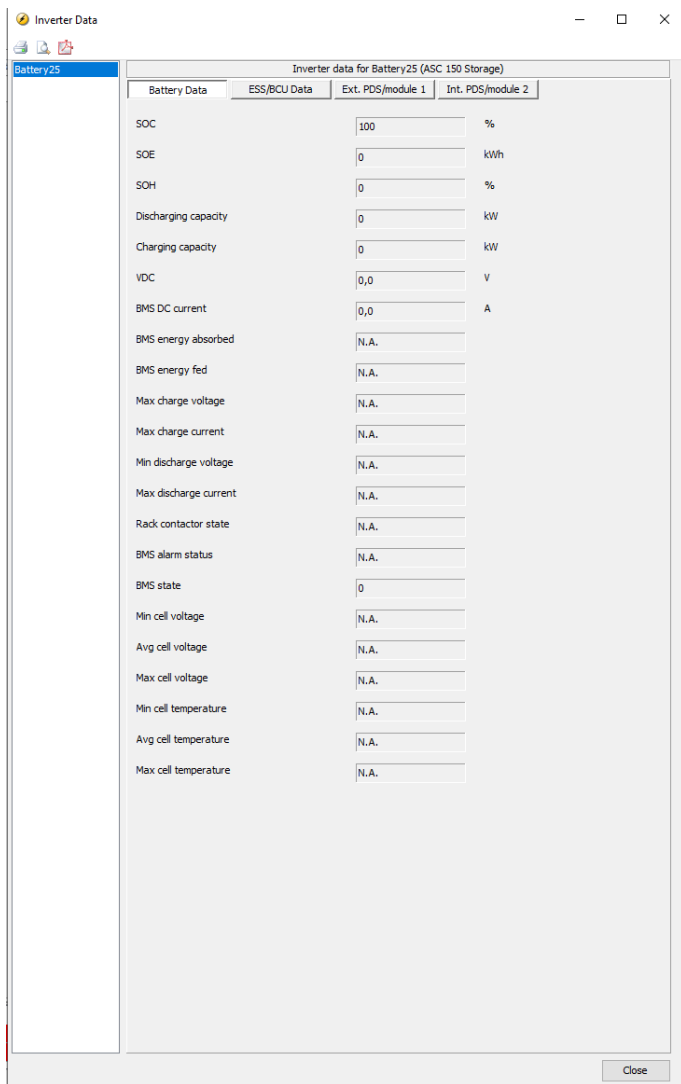 Inverter Data
Battery25
Inverter data for Battery25 (ASC 150 Storage)
Battery Data ESS/BCU Data Ext. PDS/module 1 Int. PDS/module 2
SOC 100 %
SOE 0 kWh
SOH 0 %
Discharging capacity 0 kW
Charging capacity 0 kW
VDC 0,0 V
BMS DC current 0,0 A
BMS energy absorbed N.A.
BMS energy fed N.A.
Max charge voltage N.A.
Max charge current N.A.
Min discharge voltage N.A.
Max discharge current N.A.
Rack contactor state N.A.
BMS alarm status N.A.
BMS state 0
Min cell voltage N.A.
Avg cell voltage N.A.
Max cell voltage N.A.
Min cell temperature N.A.
Avg cell temperature N.A.
Max cell temperature N.A.
Close